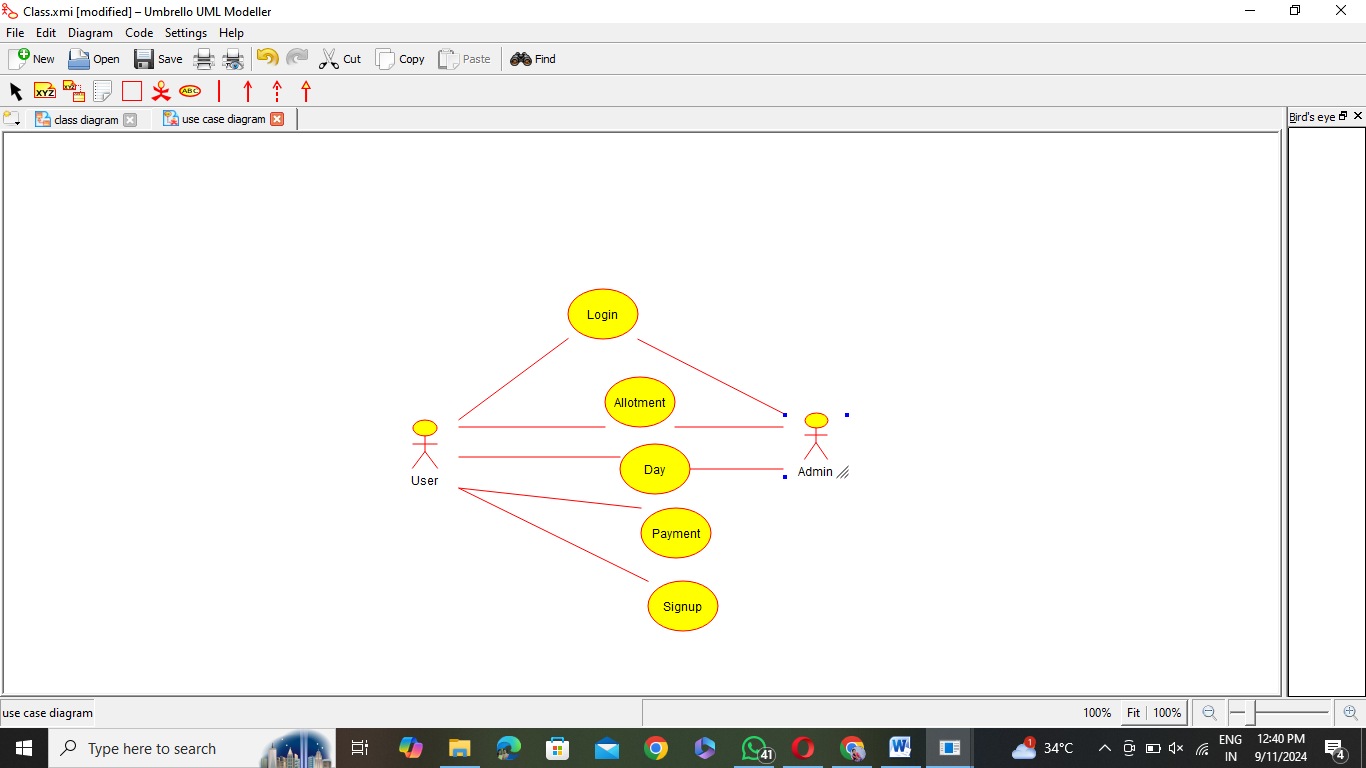 Class.xmi [modified] – Umbrello UML Modeller
File Edit Diagram Code Settings Help
New Open Save Cut Copy Paste Find
XYZ XYZ ABC
class diagram use case diagram Bird's eye
Login
Allotment
Day
User
Admin
Payment
Signup
use case diagram 100% Fit 100%
Type here to search 41 W 1 34°C ENG IN 12:40 PM 9/11/2024 4